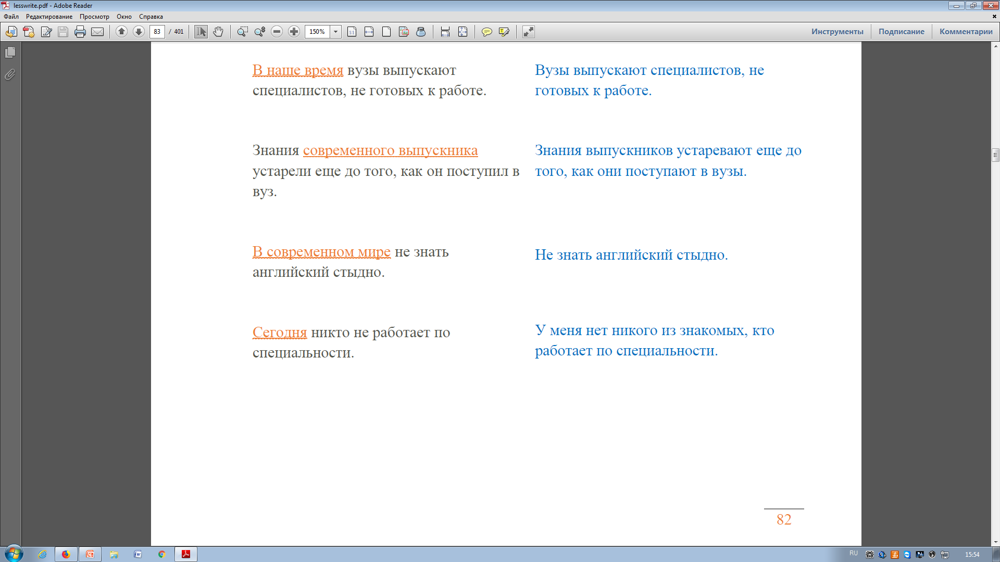 lesswrite.pdf - Adobe Reader
Файл Редактирование Просмотр Окно Справка
83 / 401 150% Инструменты Подписание Комментарии
В наше время вузы выпускают
специалистов, не готовых к работе.
Вузы выпускают специалистов, не
готовых к работе.
Знания современного выпускника
устарели еще до того, как он поступил в
вуз.
Знания выпускников устаревают еще до
того, как они поступают в вузы.
В современном мире не знать
английский стыдно.
Не знать английский стыдно.
Сегодня никто не работает по
специальности.
У меня нет никого из знакомых, кто
работает по специальности.
82
RU 15:54